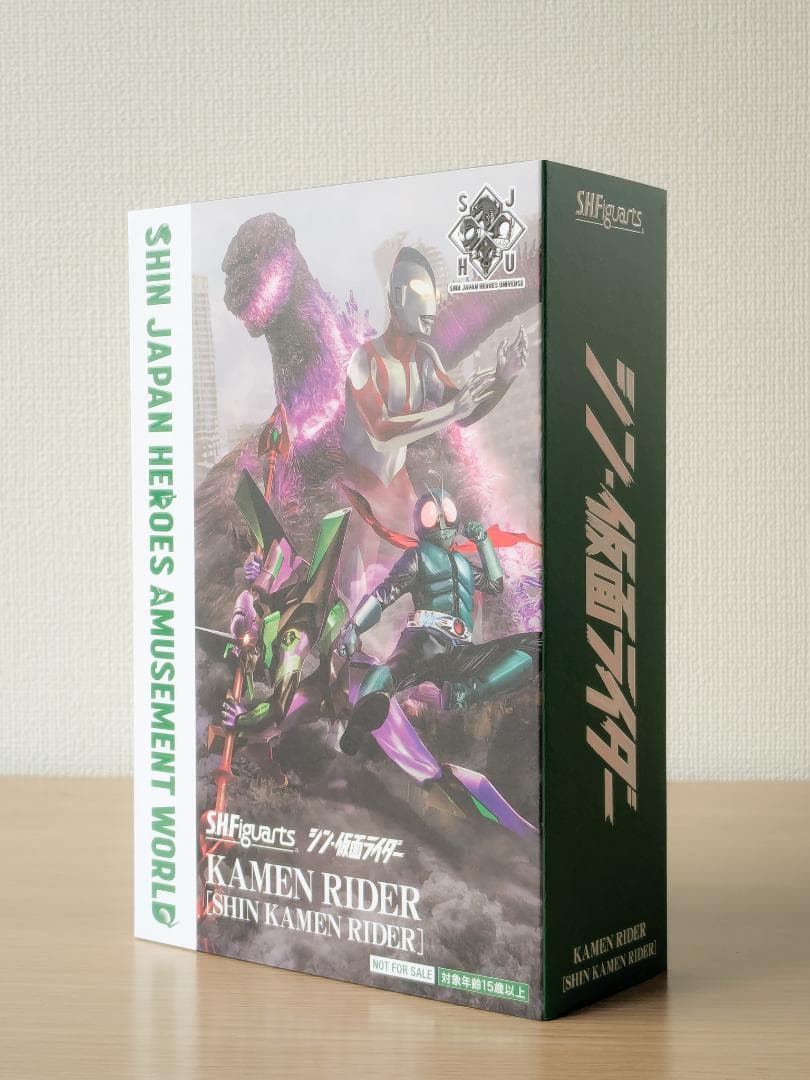 SHIN JAPAN HEROES AMUSEMENT WORLD
S J
H U
SHIN JAPAN HEROES UNIVERSE
S.H.Figuarts シン・仮面ライダー
KAMEN RIDER
[SHIN KAMEN RIDER]
NOT FOR SALE 対象年齢15歳以上
S.H.Figuarts
シン・仮面ライダー
KAMEN RIDER
[SHIN KAMEN RIDER]